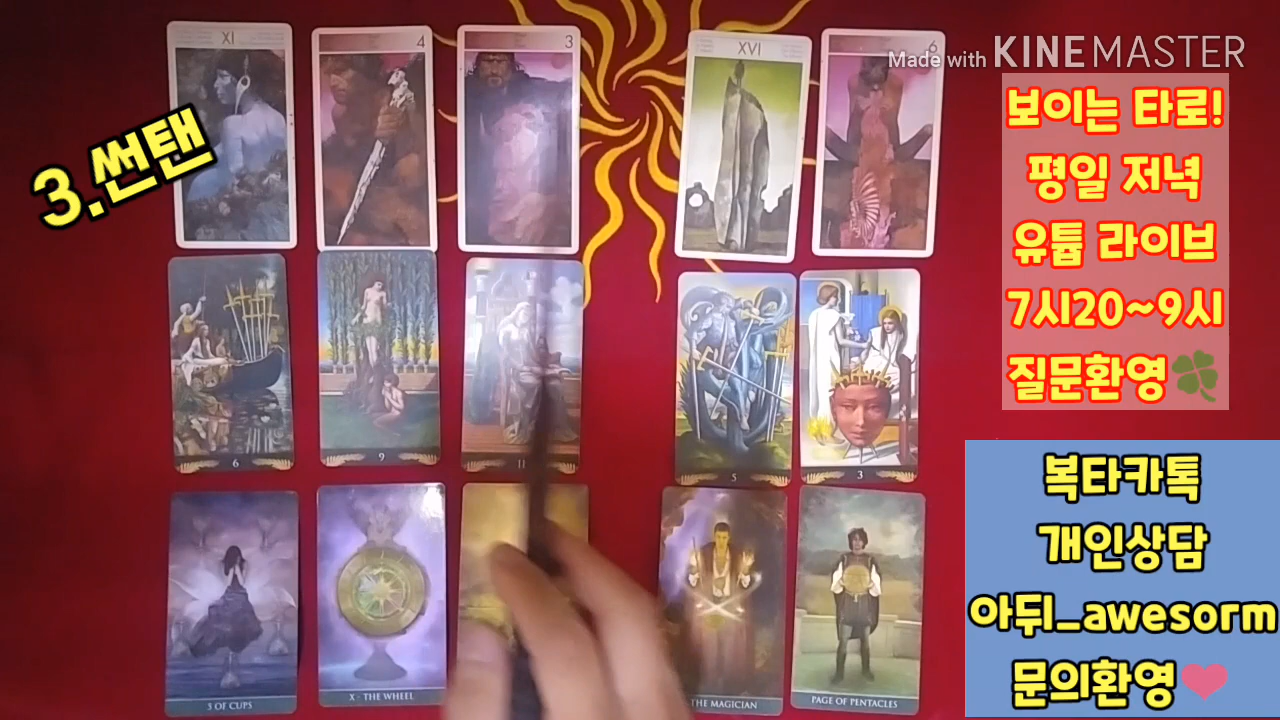 XI
4
3
XVI
6
Made with KINEMASTER
3.썬탠
보이는 타로!
평일 저녁
유튭 라이브
7시20~9시
질문환영🍀
복타카톡
개인상담
아뒤_awesorm
문의환영❤
6
9
11
5
3
5 OF CUPS
X - THE WHEEL
THE MAGICIAN
PAGE OF PENTACLES